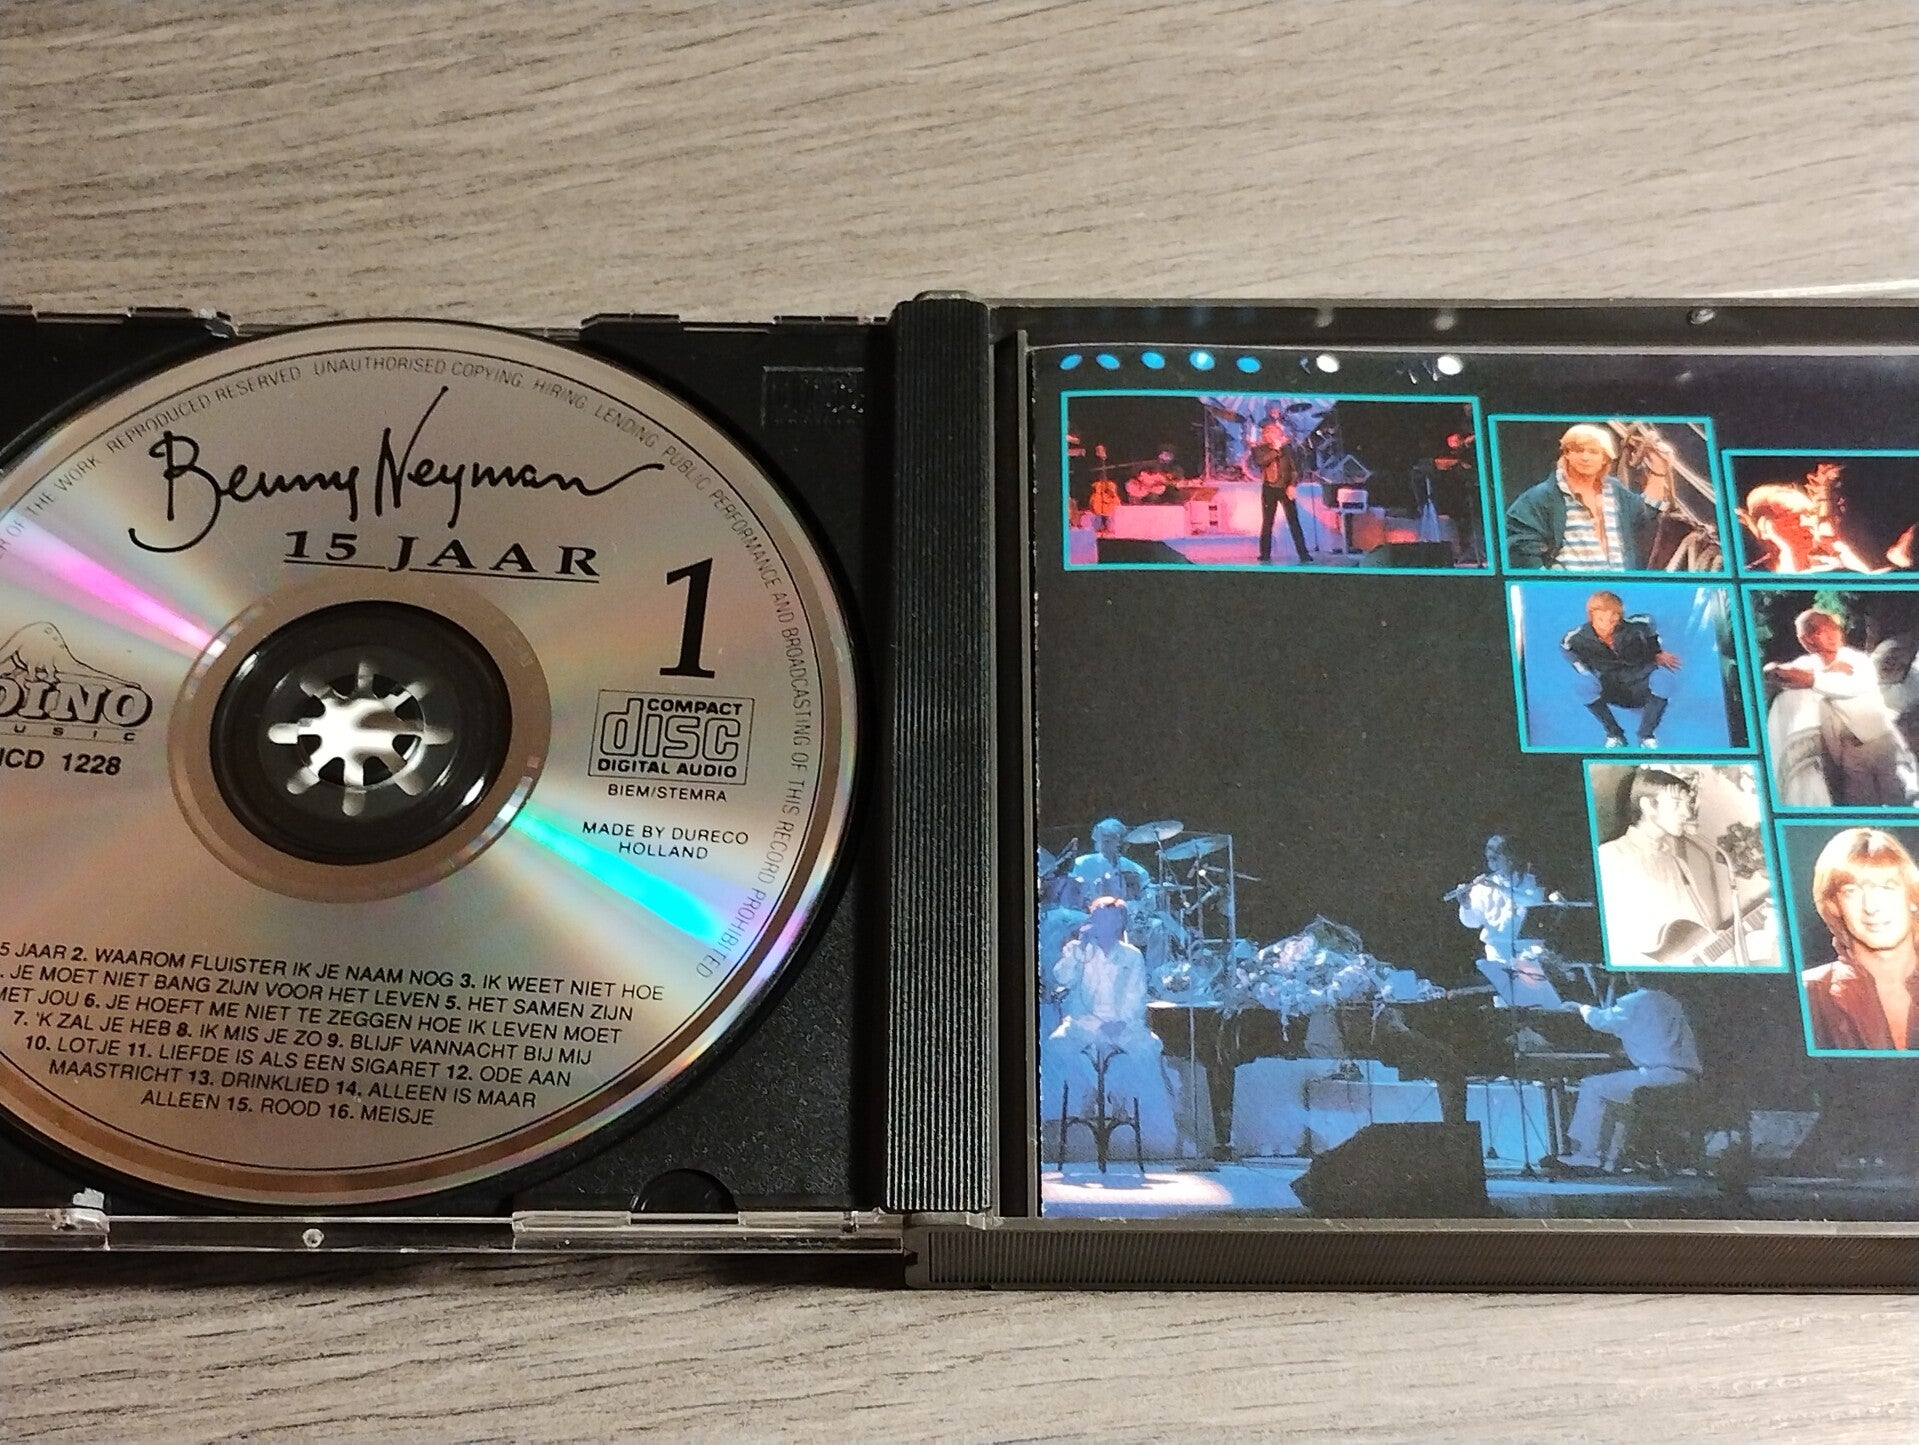 OF THE WORK REPRODUCED RESERVED UNAUTHORISED COPYING, HIRING, LENDING, PUBLIC PERFORMANCE AND BROADCASTING OF THIS RECORD PROHIBITED
Benny Neyman
15 JAAR
1
DINO
MUSIC
CD 1228
COMPACT
disc
DIGITAL AUDIO
BIEM/STEMRA
MADE BY DURECO
HOLLAND
5 JAAR 2. WAAROM FLUISTER IK JE NAAM NOG 3. IK WEET NIET HOE
. JE MOET NIET BANG ZIJN VOOR HET LEVEN 5. HET SAMEN ZIJN
MET JOU 6. JE HOEFT ME NIET TE ZEGGEN HOE IK LEVEN MOET
7. 'K ZAL JE HEB 8. IK MIS JE ZO 9. BLIJF VANNACHT BIJ MIJ
10. LOTJE 11. LIEFDE IS ALS EEN SIGARET 12. ODE AAN
MAASTRICHT 13. DRINKLIED 14. ALLEEN IS MAAR
ALLEEN 15. ROOD 16. MEISJE